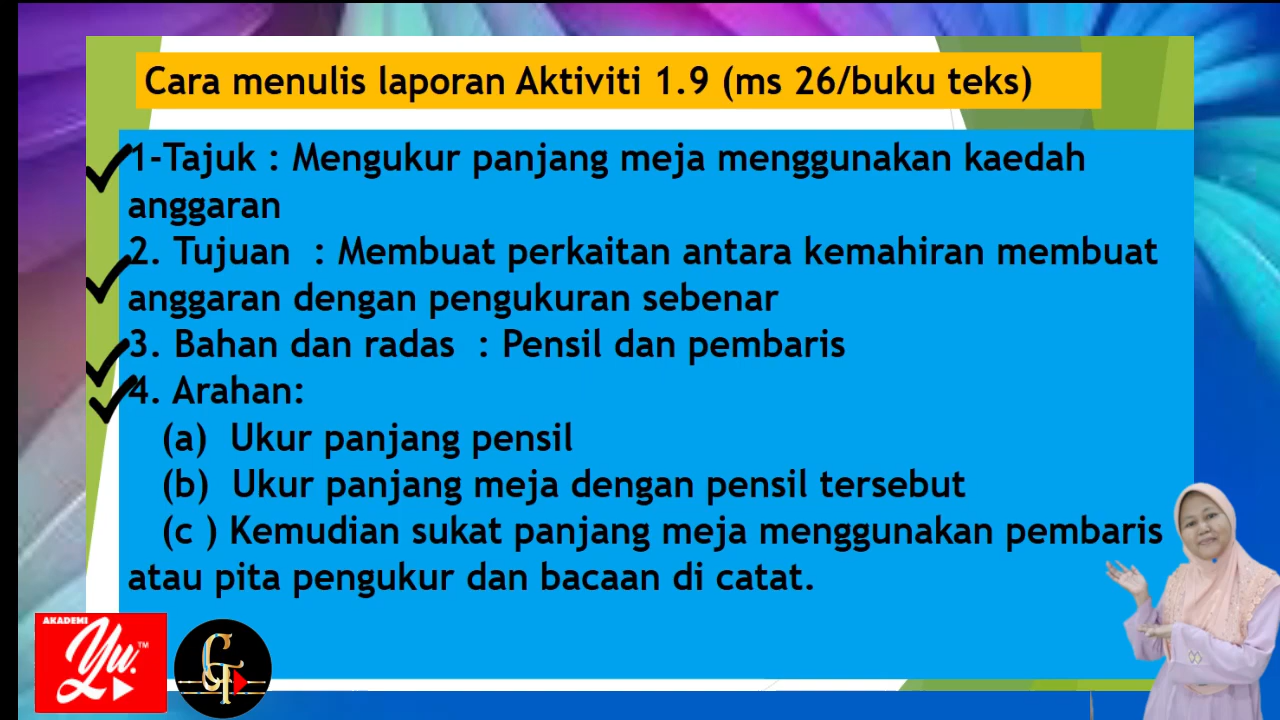 Cara menulis laporan Aktiviti 1.9 (ms 26/buku teks)
1-Tajuk : Mengukur panjang meja menggunakan kaedah
anggaran
2. Tujuan : Membuat perkaitan antara kemahiran membuat
anggaran dengan pengukuran sebenar
3. Bahan dan radas : Pensil dan pembaris
4. Arahan:
(a) Ukur panjang pensil
(b) Ukur panjang meja dengan pensil tersebut
(c ) Kemudian sukat panjang meja menggunakan pembaris
atau pita pengukur dan bacaan di catat.
AKADEMI
Yu.™